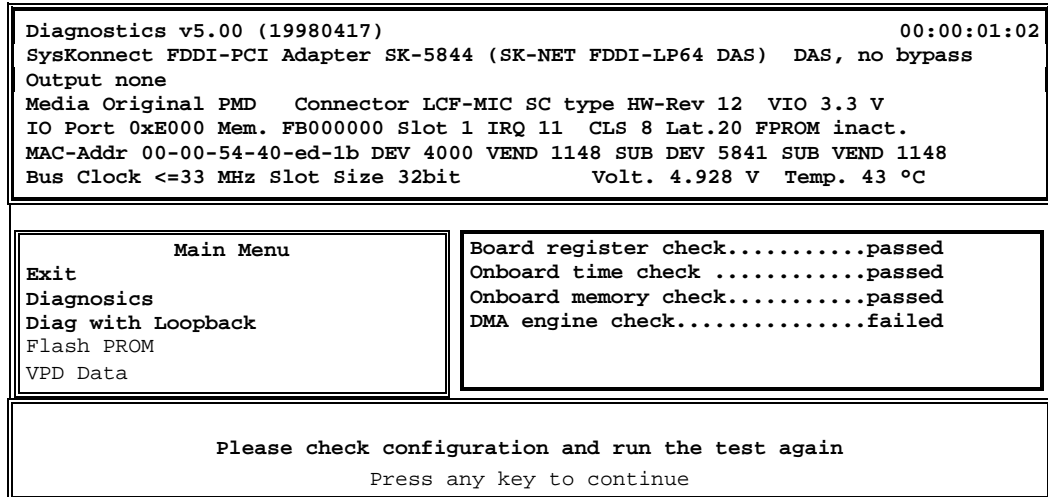 Diagnostics v5.00 (19980417) 00:00:01:02
SysKonnect FDDI-PCI Adapter SK-5844 (SK-NET FDDI-LP64 DAS) DAS, no bypass
Output none
Media Original PMD Connector LCF-MIC SC type HW-Rev 12 VIO 3.3 V
IO Port 0xE000 Mem. FB000000 Slot 1 IRQ 11 CLS 8 Lat.20 FPROM inact.
MAC-Addr 00-00-54-40-ed-1b DEV 4000 VEND 1148 SUB DEV 5841 SUB VEND 1148
Bus Clock <=33 MHz Slot Size 32bit Volt. 4.928 V Temp. 43 ºC
Main Menu
Exit
Diagnosics
Diag with Loopback
Flash PROM
VPD Data
Board register check...........passed
Onboard time check ............passed
Onboard memory check...........passed
DMA engine check...............failed
Please check configuration and run the test again
Press any key to continue